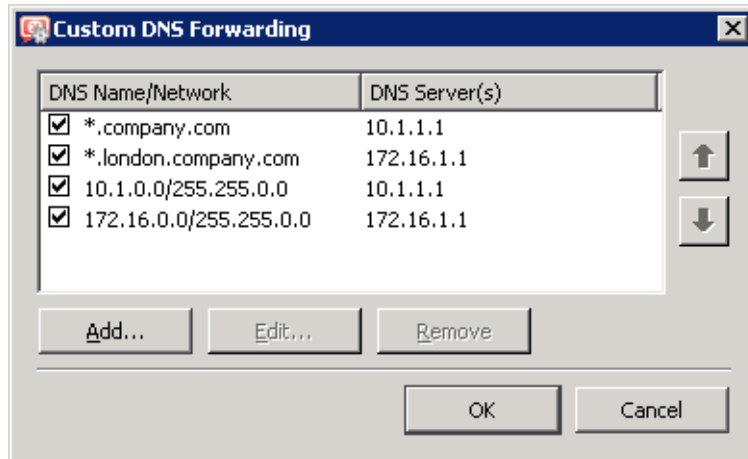 Custom DNS Forwarding
DNS Name/Network DNS Server(s)
*.company.com 10.1.1.1
*.london.company.com 172.16.1.1
10.1.0.0/255.255.0.0 10.1.1.1
172.16.0.0/255.255.0.0 172.16.1.1
Add... Edit... Remove
OK Cancel